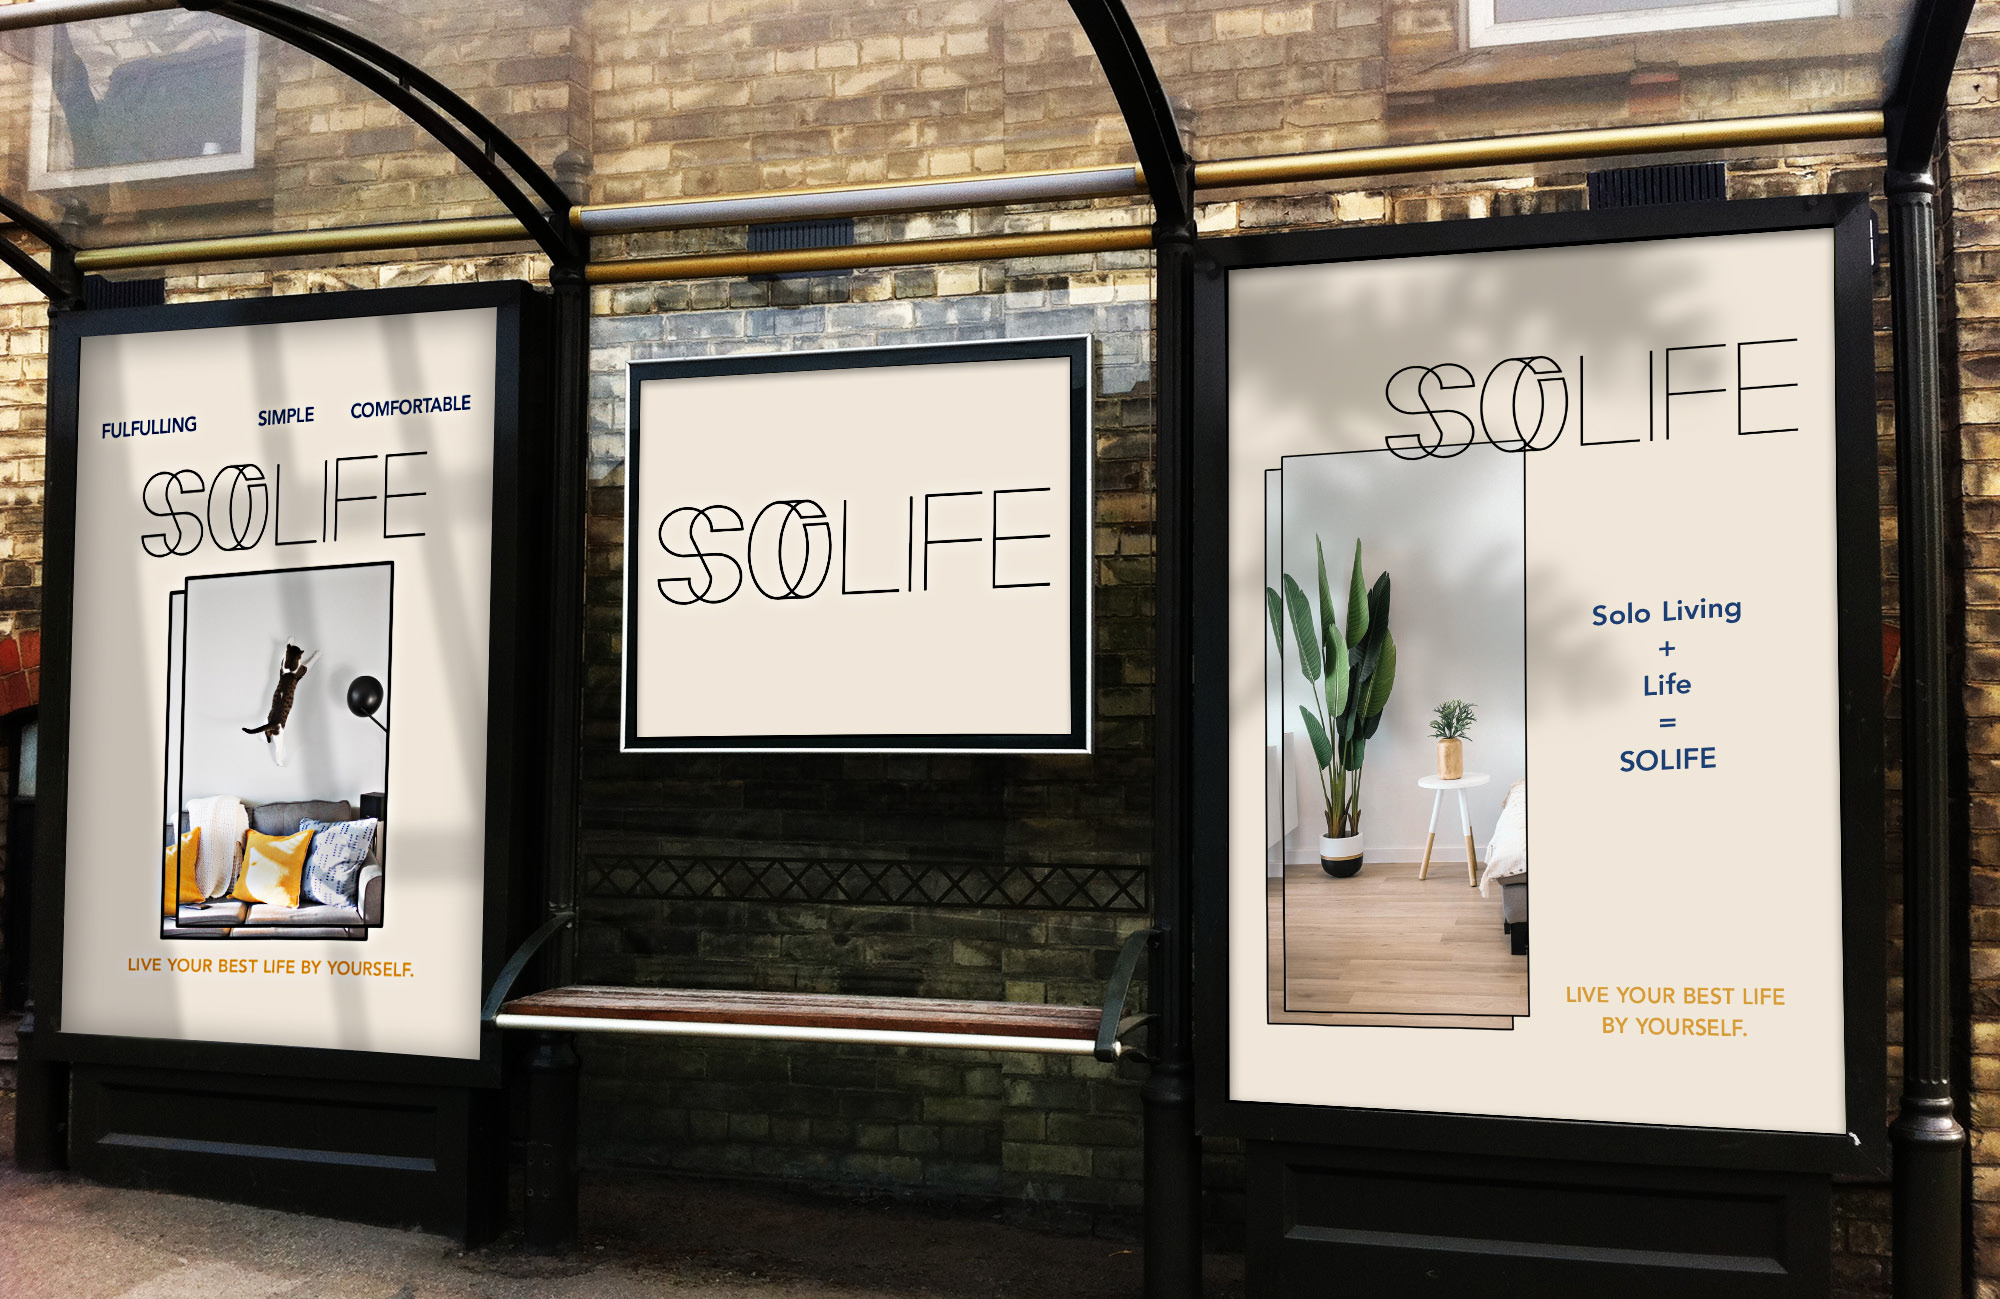 FULFULLING SIMPLE COMFORTABLE
SOLIFE
LIVE YOUR BEST LIFE BY YOURSELF.
SOLIFE
SOLIFE
Solo Living
+
Life
=
SOLIFE
LIVE YOUR BEST LIFE
BY YOURSELF.